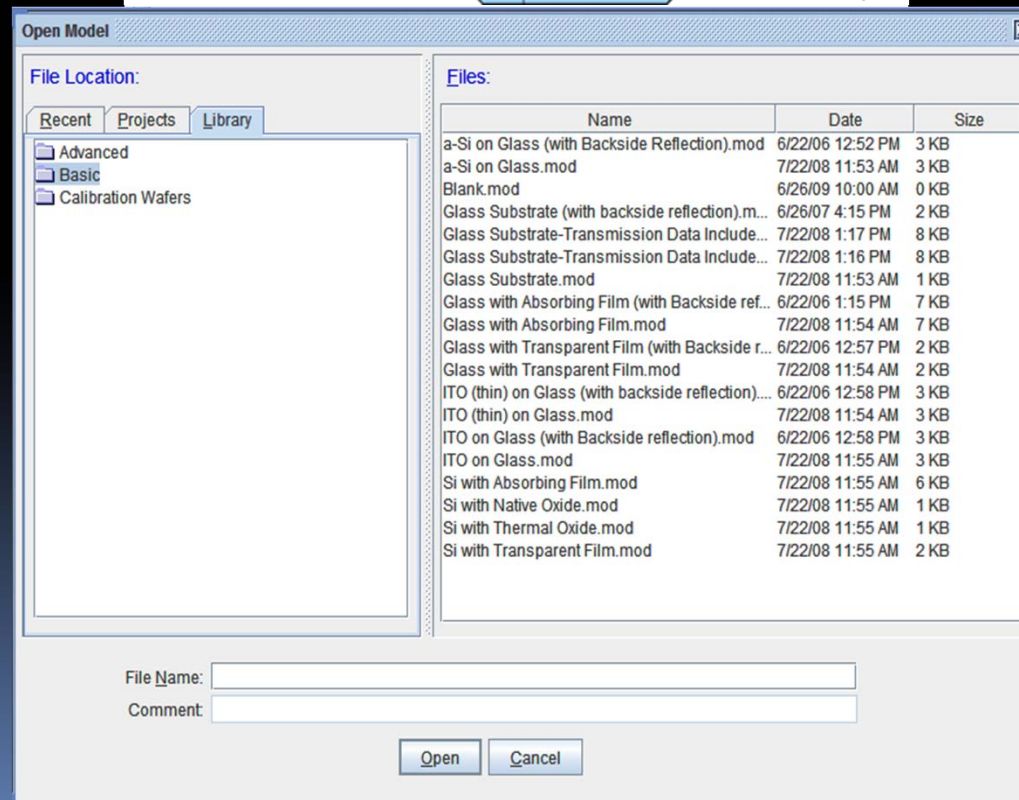 Open Model
File Location:
Recent Projects Library
Advanced
Basic
Calibration Wafers
Files:
Name Date Size
a-Si on Glass (with Backside Reflection).mod 6/22/06 12:52 PM 3 KB
a-Si on Glass.mod 7/22/08 11:53 AM 3 KB
Blank.mod 6/26/09 10:00 AM 0 KB
Glass Substrate (with backside reflection).m... 6/26/07 4:15 PM 2 KB
Glass Substrate-Transmission Data Include... 7/22/08 1:17 PM 8 KB
Glass Substrate-Transmission Data Include... 7/22/08 1:16 PM 8 KB
Glass Substrate.mod 7/22/08 11:53 AM 1 KB
Glass with Absorbing Film (with Backside ref... 6/22/06 1:15 PM 7 KB
Glass with Absorbing Film.mod 7/22/08 11:54 AM 7 KB
Glass with Transparent Film (with Backside r... 6/22/06 12:57 PM 2 KB
Glass with Transparent Film.mod 7/22/08 11:54 AM 2 KB
ITO (thin) on Glass (with backside reflection).... 6/22/06 12:58 PM 3 KB
ITO (thin) on Glass.mod 7/22/08 11:54 AM 3 KB
ITO on Glass (with Backside reflection).mod 6/22/06 12:58 PM 3 KB
ITO on Glass.mod 7/22/08 11:55 AM 3 KB
Si with Absorbing Film.mod 7/22/08 11:55 AM 6 KB
Si with Native Oxide.mod 7/22/08 11:55 AM 1 KB
Si with Thermal Oxide.mod 7/22/08 11:55 AM 1 KB
Si with Transparent Film.mod 7/22/08 11:55 AM 2 KB
File Name:
Comment:
Open Cancel